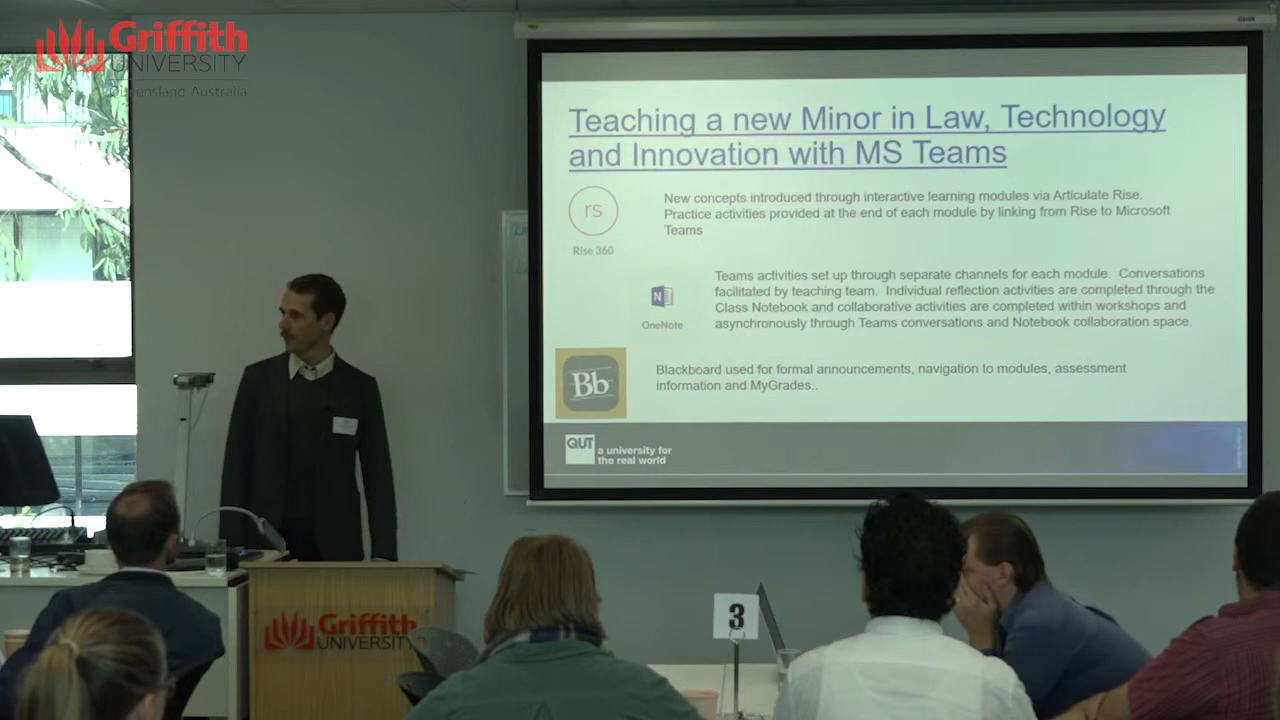 Griffith
UNIVERSITY
Queensland Australia
Teaching a new Minor in Law, Technology
and Innovation with MS Teams
rs
Rise 360
New concepts introduced through interactive learning modules via Articulate Rise.
Practice activities provided at the end of each module by linking from Rise to Microsoft
Teams
N
OneNote
Teams activities set up through separate channels for each module. Conversations
facilitated by teaching team. Individual reflection activities are completed through the
Class Notebook and collaborative activities are completed within workshops and
asynchronously through Teams conversations and Notebook collaboration space.
Bb
Blackboard used for formal announcements, navigation to modules, assessment
information and MyGrades..
QUT
a university for
the real world
Griffith
UNIVERSITY
3